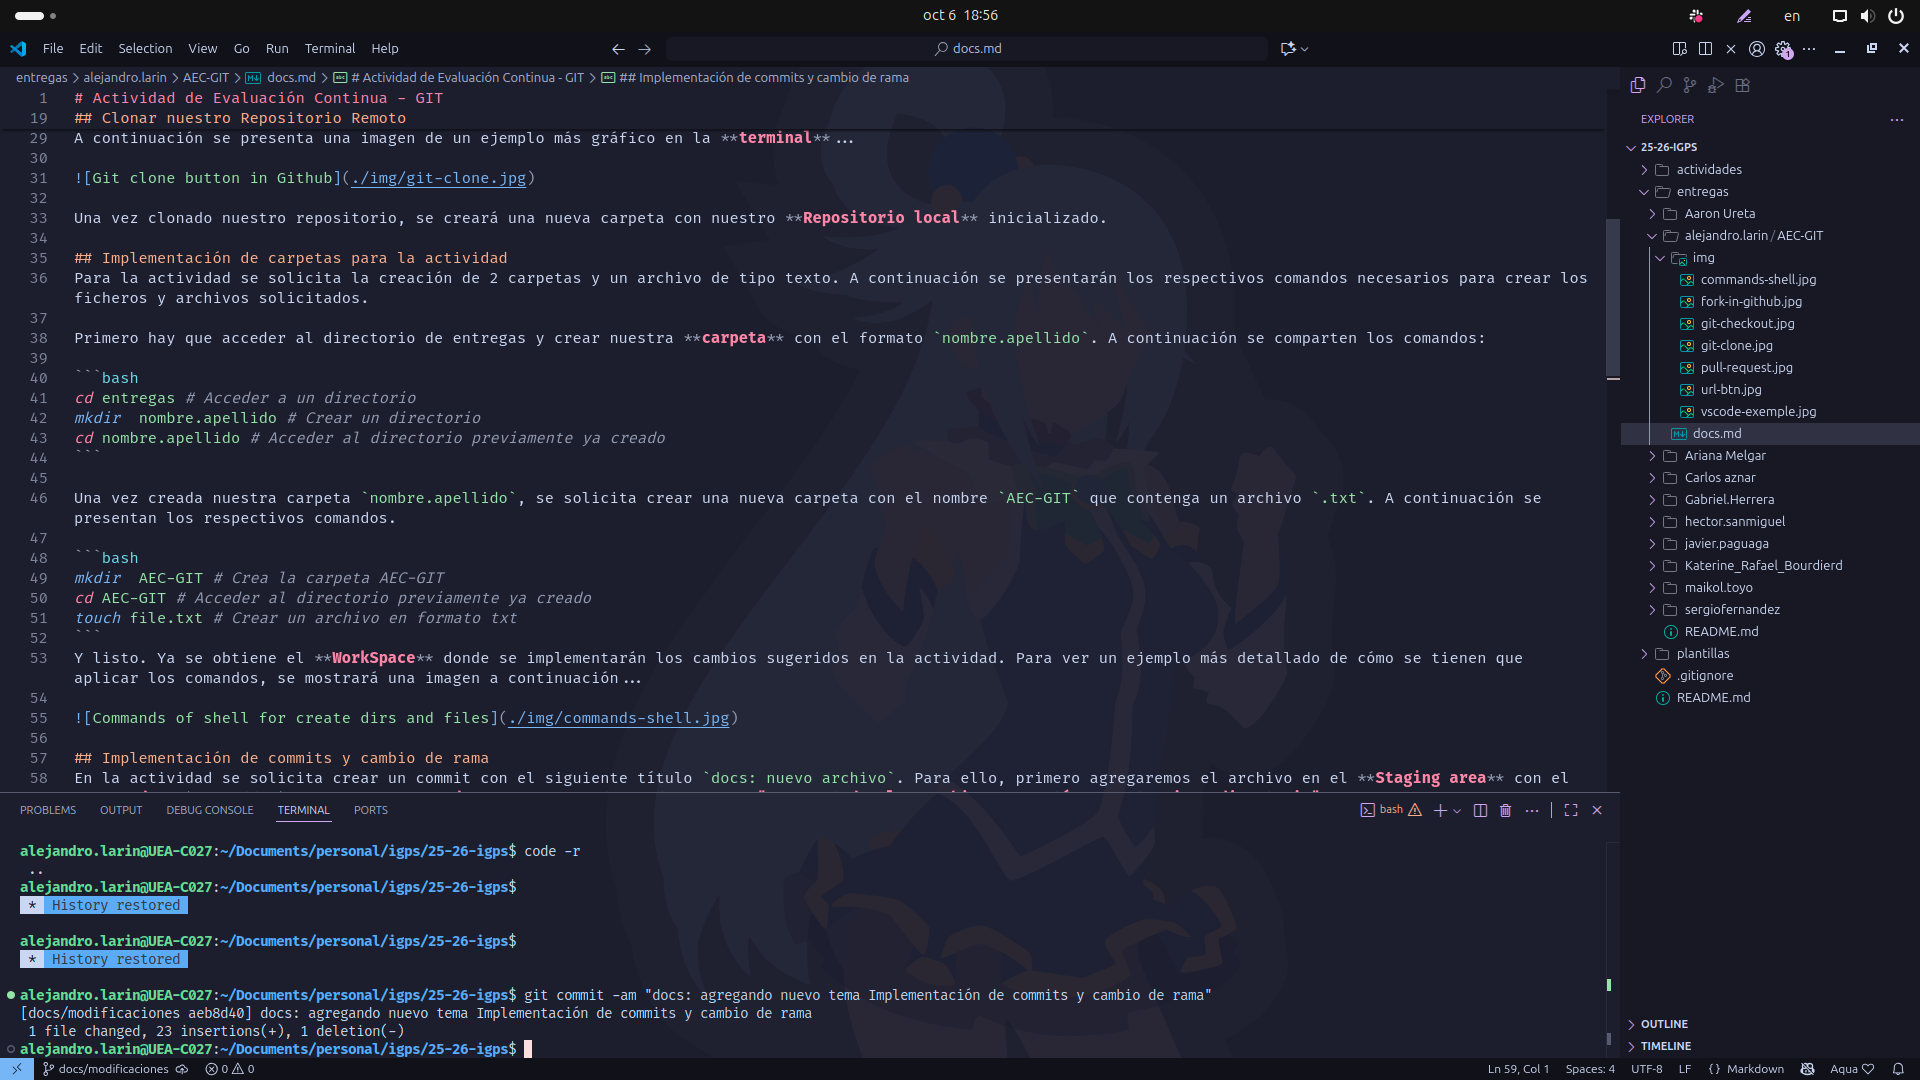 oct 6 18:56
en
File Edit Selection View Go Run Terminal Help
docs.md
entregas > alejandro.larin > AEC-GIT > docs.md > # Actividad de Evaluación Continua - GIT > ## Implementación de commits y cambio de rama
1 # Actividad de Evaluación Continua - GIT
19 ## Clonar nuestro Repositorio Remoto
29 A continuación se presenta una imagen de un ejemplo más gráfico en la **terminal**...
30
31 ![Git clone button in Github](./img/git-clone.jpg)
32
33 Una vez clonado nuestro repositorio, se creará una nueva carpeta con nuestro **Repositorio local** inicializado.
34
35 ## Implementación de carpetas para la actividad
36 Para la actividad se solicita la creación de 2 carpetas y un archivo de tipo texto. A continuación se presentarán los respectivos comandos necesarios para crear los
ficheros y archivos solicitados.
37
38 Primero hay que acceder al directorio de entregas y crear nuestra **carpeta** con el formato `nombre.apellido`. A continuación se comparten los comandos:
39
40 ```bash
41 cd entregas # Acceder a un directorio
42 mkdir  nombre.apellido # Crear un directorio
43 cd nombre.apellido # Acceder al directorio previamente ya creado
44 ```
45
46 Una vez creada nuestra carpeta `nombre.apellido`, se solicita crear una nueva carpeta con el nombre `AEC-GIT` que contenga un archivo `.txt`. A continuación se
presentan los respectivos comandos.
47
48 ```bash
49 mkdir  AEC-GIT # Crea la carpeta AEC-GIT
50 cd AEC-GIT # Acceder al directorio previamente ya creado
51 touch file.txt # Crear un archivo en formato txt
52 ```
53 Y listo. Ya se obtiene el **WorkSpace** donde se implementarán los cambios sugeridos en la actividad. Para ver un ejemplo más detallado de cómo se tienen que
aplicar los comandos, se mostrará una imagen a continuación...
54
55 ![Commands of shell for create dirs and files](./img/commands-shell.jpg)
56
57 ## Implementación de commits y cambio de rama
58 En la actividad se solicita crear un commit con el siguiente título `docs: nuevo archivo`. Para ello, primero agregaremos el archivo en el **Staging area** con el
PROBLEMS OUTPUT DEBUG CONSOLE TERMINAL PORTS
bash
alejandro.larin@UEA-C027:~/Documents/personal/igps/25-26-igps$ code -r
..
alejandro.larin@UEA-C027:~/Documents/personal/igps/25-26-igps$
* History restored
alejandro.larin@UEA-C027:~/Documents/personal/igps/25-26-igps$
* History restored
alejandro.larin@UEA-C027:~/Documents/personal/igps/25-26-igps$ git commit -am "docs: agregando nuevo tema Implementación de commits y cambio de rama"
[docs/modificaciones aeb8d40] docs: agregando nuevo tema Implementación de commits y cambio de rama
1 file changed, 23 insertions(+), 1 deletion(-)
alejandro.larin@UEA-C027:~/Documents/personal/igps/25-26-igps$
EXPLORER
25-26-IGPS
actividades
entregas
Aaron Ureta
alejandro.larin/AEC-GIT
img
commands-shell.jpg
fork-in-github.jpg
git-checkout.jpg
git-clone.jpg
pull-request.jpg
url-btn.jpg
vscode-exemple.jpg
docs.md
Ariana Melgar
Carlos aznar
Gabriel.Herrera
hector.sanmiguel
javier.paguaga
Katerine_Rafael_Bourdierd
maikol.toyo
sergiofernandez
README.md
plantillas
.gitignore
README.md
OUTLINE
TIMELINE
docs/modificaciones 0 0
Ln 59, Col 1 Spaces: 4 UTF-8 LF {} Markdown Aqua